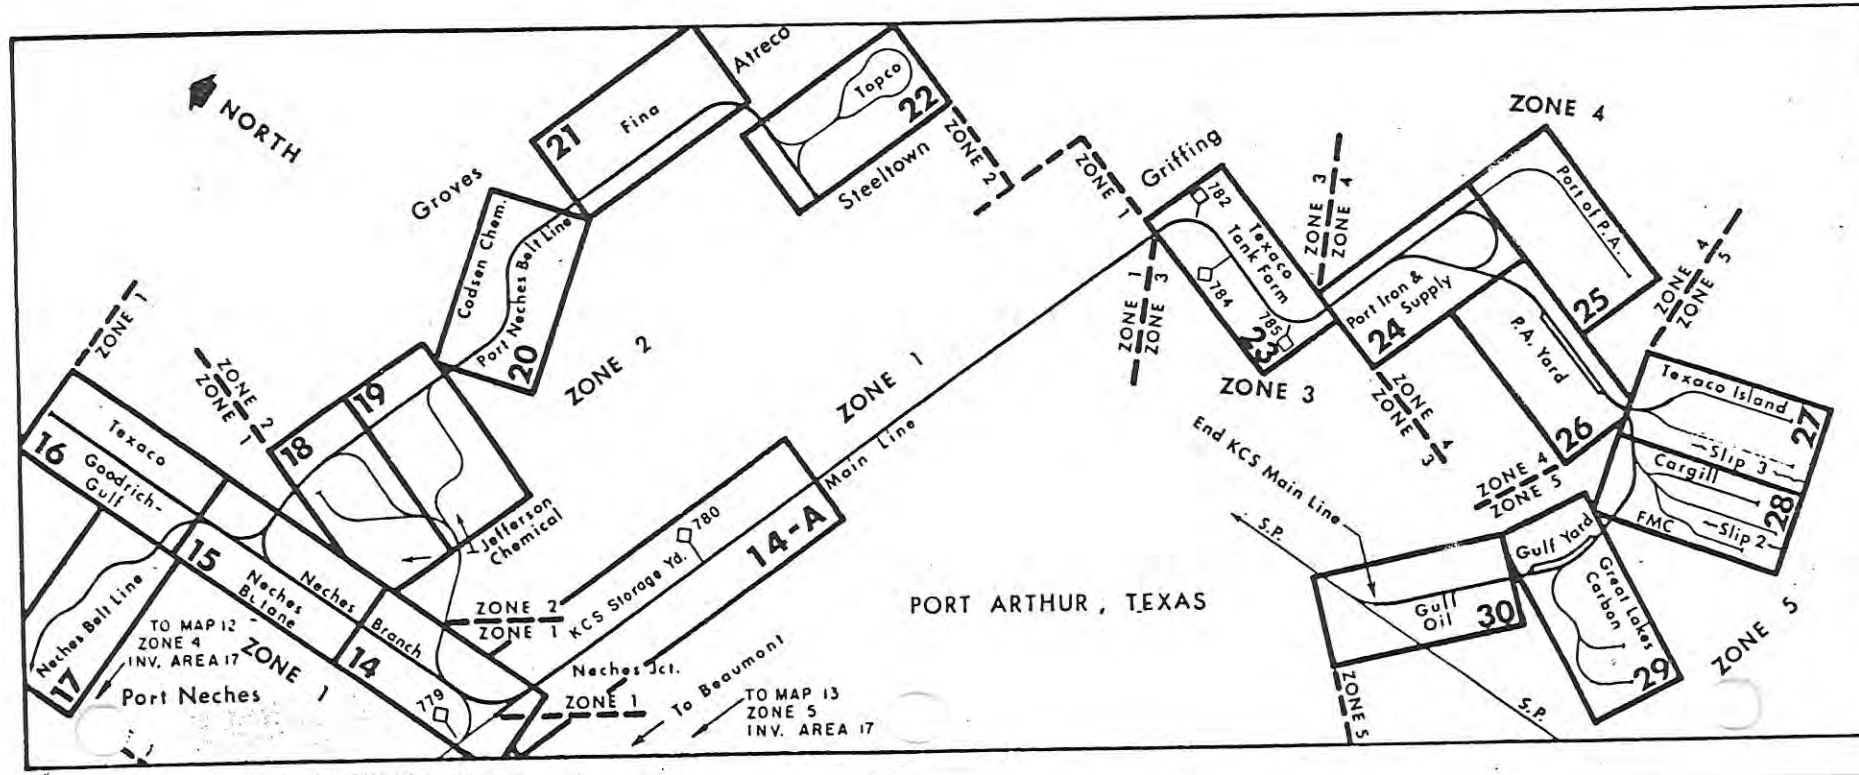 NORTH
Groves
21
Fina
Atreco
Topco
22
Steeltown
ZONE 2
ZONE 1
Griffing
782
784
785
Texaco
Tank Farm
23
ZONE 3
ZONE 1
ZONE 3
ZONE 3
ZONE 4
ZONE 4
Port of P.A.
25
Port Iron &
Supply
24
P.A. Yard
26
ZONE 4
ZONE 3
ZONE 4
ZONE 5
ZONE 4
ZONE 5
Texaco Island
27
Slip 3
Cargill
28
Slip 2
FMC
Gulf Yard
Great Lakes
Carbon
29
ZONE 5
Gulf
Oil
30
ZONE 5
End KCS Main Line
S.P.
S.P.
PORT ARTHUR, TEXAS
Codsen Chem.
Port Neches Belt Line
20
ZONE 2
ZONE 1
Main Line
ZONE 1
ZONE 2
ZONE 1
18
19
Jefferson
Chemical
16
Texaco
Goodrich-
Gulf
15
Neches
Butane
Neches
Branch
14
779
Neches Belt Line
17
TO MAP 12
ZONE 4
INV. AREA 17
ZONE 1
Port Neches
ZONE 2
ZONE 1
KCS Storage Yd.
780
14-A
Neches Jct.
ZONE 1
To Beaumont
TO MAP 13
ZONE 5
INV. AREA 17